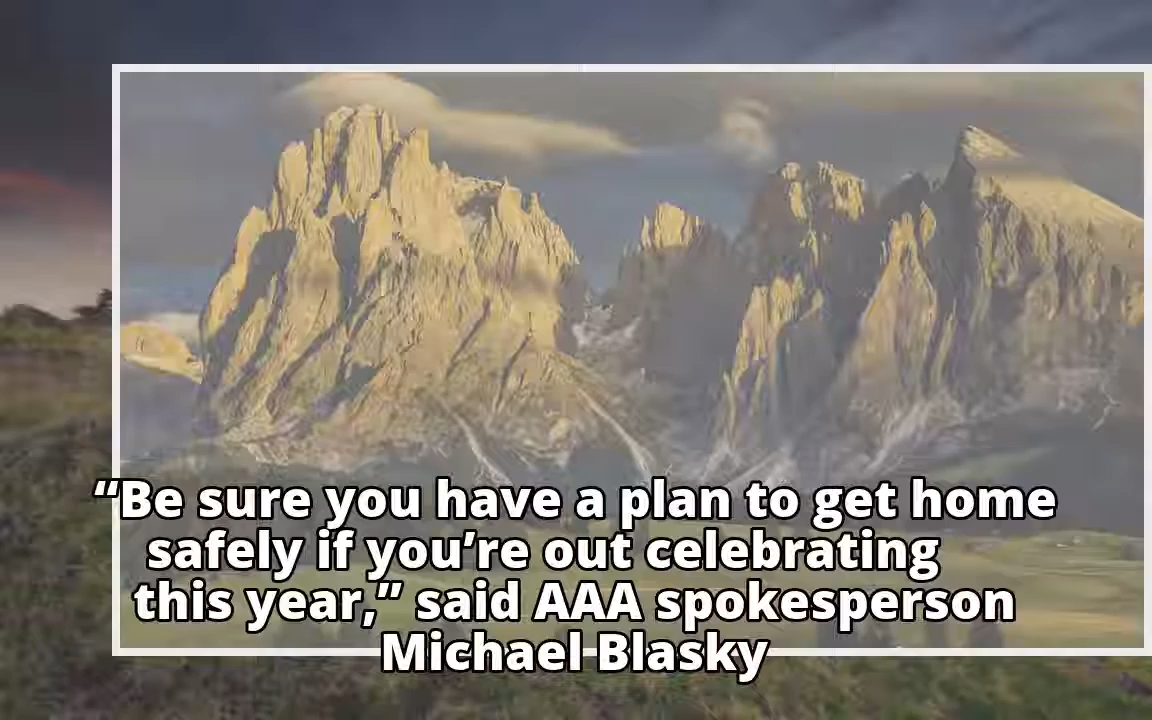 “Be sure you have a plan to get home
safely if you’re out celebrating
this year,” said AAA spokesperson
Michael Blasky